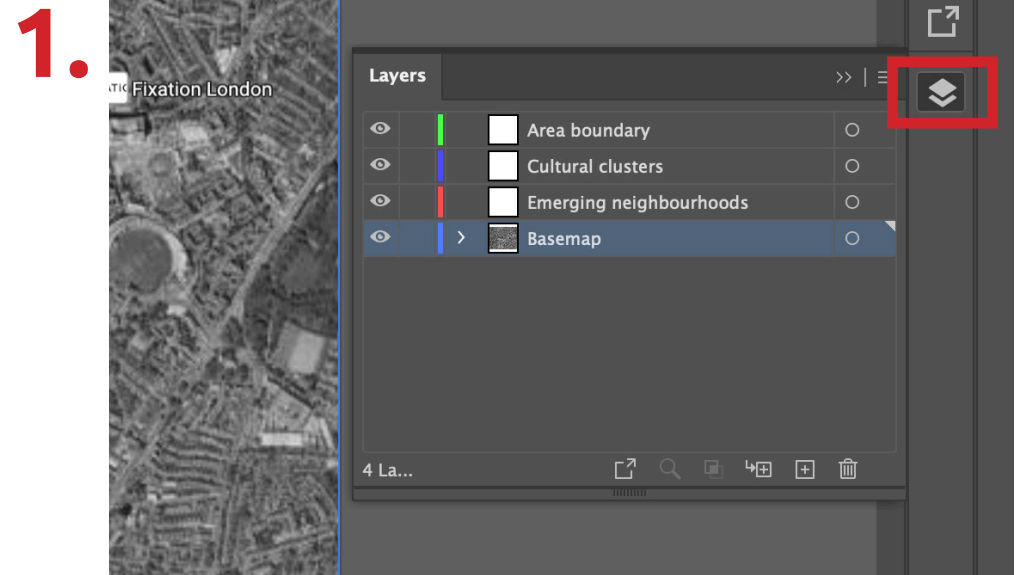 1.
Fixation London
Layers
Area boundary
Cultural clusters
Emerging neighbourhoods
Basemap
4 La...